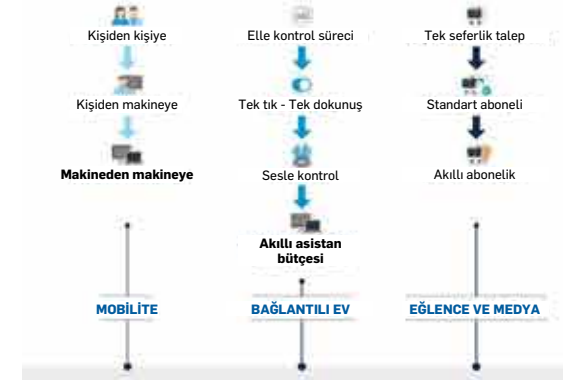 Kişiden kişiye
Kişiden makineye
Makineden makineye
MOBİLİTE
Elle kontrol süreci
Tek tık - Tek dokunuş
Sesle kontrol
Akıllı asistan
bütçesi
BAĞLANTILI EV
Tek seferlik talep
Standart aboneli
Akıllı abonelik
EĞLENCE VE MEDYA